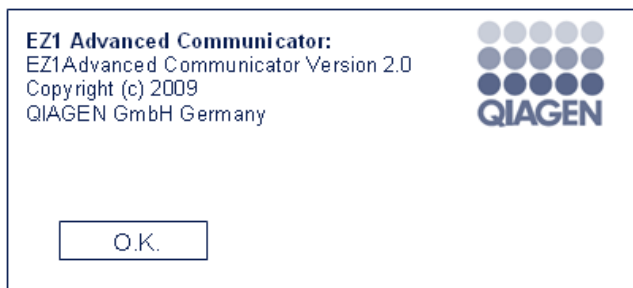 EZ1 Advanced Communicator:
EZ1Advanced Communicator Version 2.0
Copyright (c) 2009
QIAGEN GmbH Germany
QIAGEN
O.K.